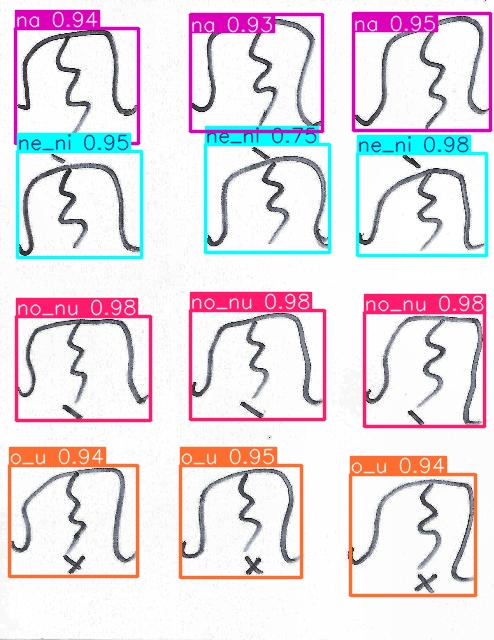 na 0.94 na 0.93 na 0.95
ᜈ ᜈ ᜈ
ne_ni 0.95 ne_ni 0.75 ne_ni 0.98
ᜈᜒ ᜈᜒ ᜈᜒ
no_nu 0.98 no_nu 0.98 no_nu 0.98
ᜈᜓ ᜈᜓ ᜈᜓ
o_u 0.94 o_u 0.95 o_u 0.94
ᜈ᜔ ᜈ᜔ ᜈ᜔